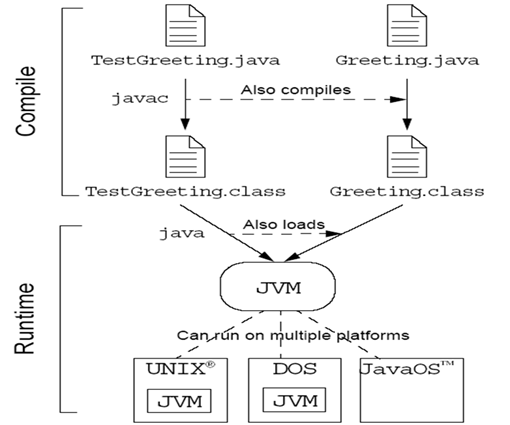 TestGreeting.java
Greeting.java
javac
Also compiles
Compile
TestGreeting.class
Greeting.class
java
Also loads
JVM
Runtime
Can run on multiple platforms
UNIX®
DOS
JavaOS™
JVM
JVM